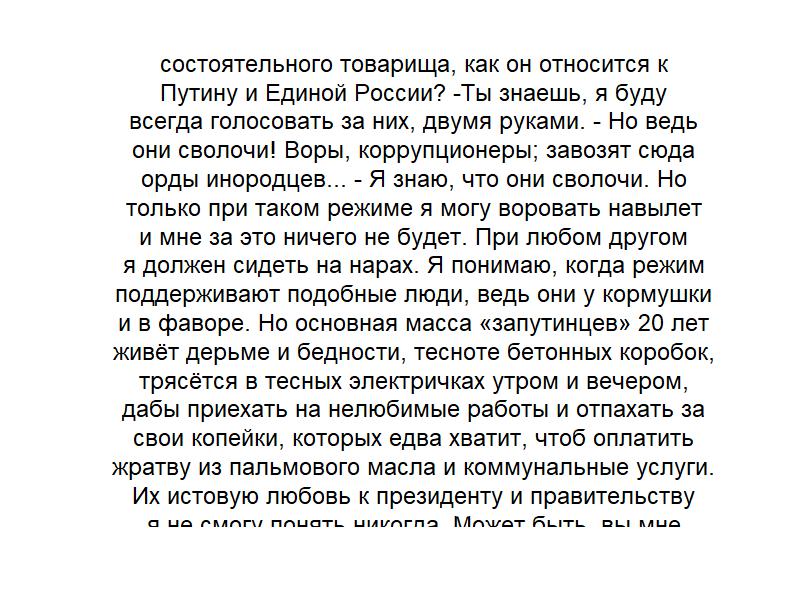 состоятельного товарища, как он относится к
Путину и Единой России? -Ты знаешь, я буду
всегда голосовать за них, двумя руками. - Но ведь
они сволочи! Воры, коррупционеры; завозят сюда
орды инородцев... - Я знаю, что они сволочи. Но
только при таком режиме я могу воровать навылет
и мне за это ничего не будет. При любом другом
я должен сидеть на нарах. Я понимаю, когда режим
поддерживают подобные люди, ведь они у кормушки
и в фаворе. Но основная масса «запутинцев» 20 лет
живёт дерьме и бедности, тесноте бетонных коробок,
трясётся в тесных электричках утром и вечером,
дабы приехать на нелюбимые работы и отпахать за
свои копейки, которых едва хватит, чтоб оплатить
жратву из пальмового масла и коммунальные услуги.
Их истовую любовь к президенту и правительству
я не смогу понять никогда. Может быть, вы мне